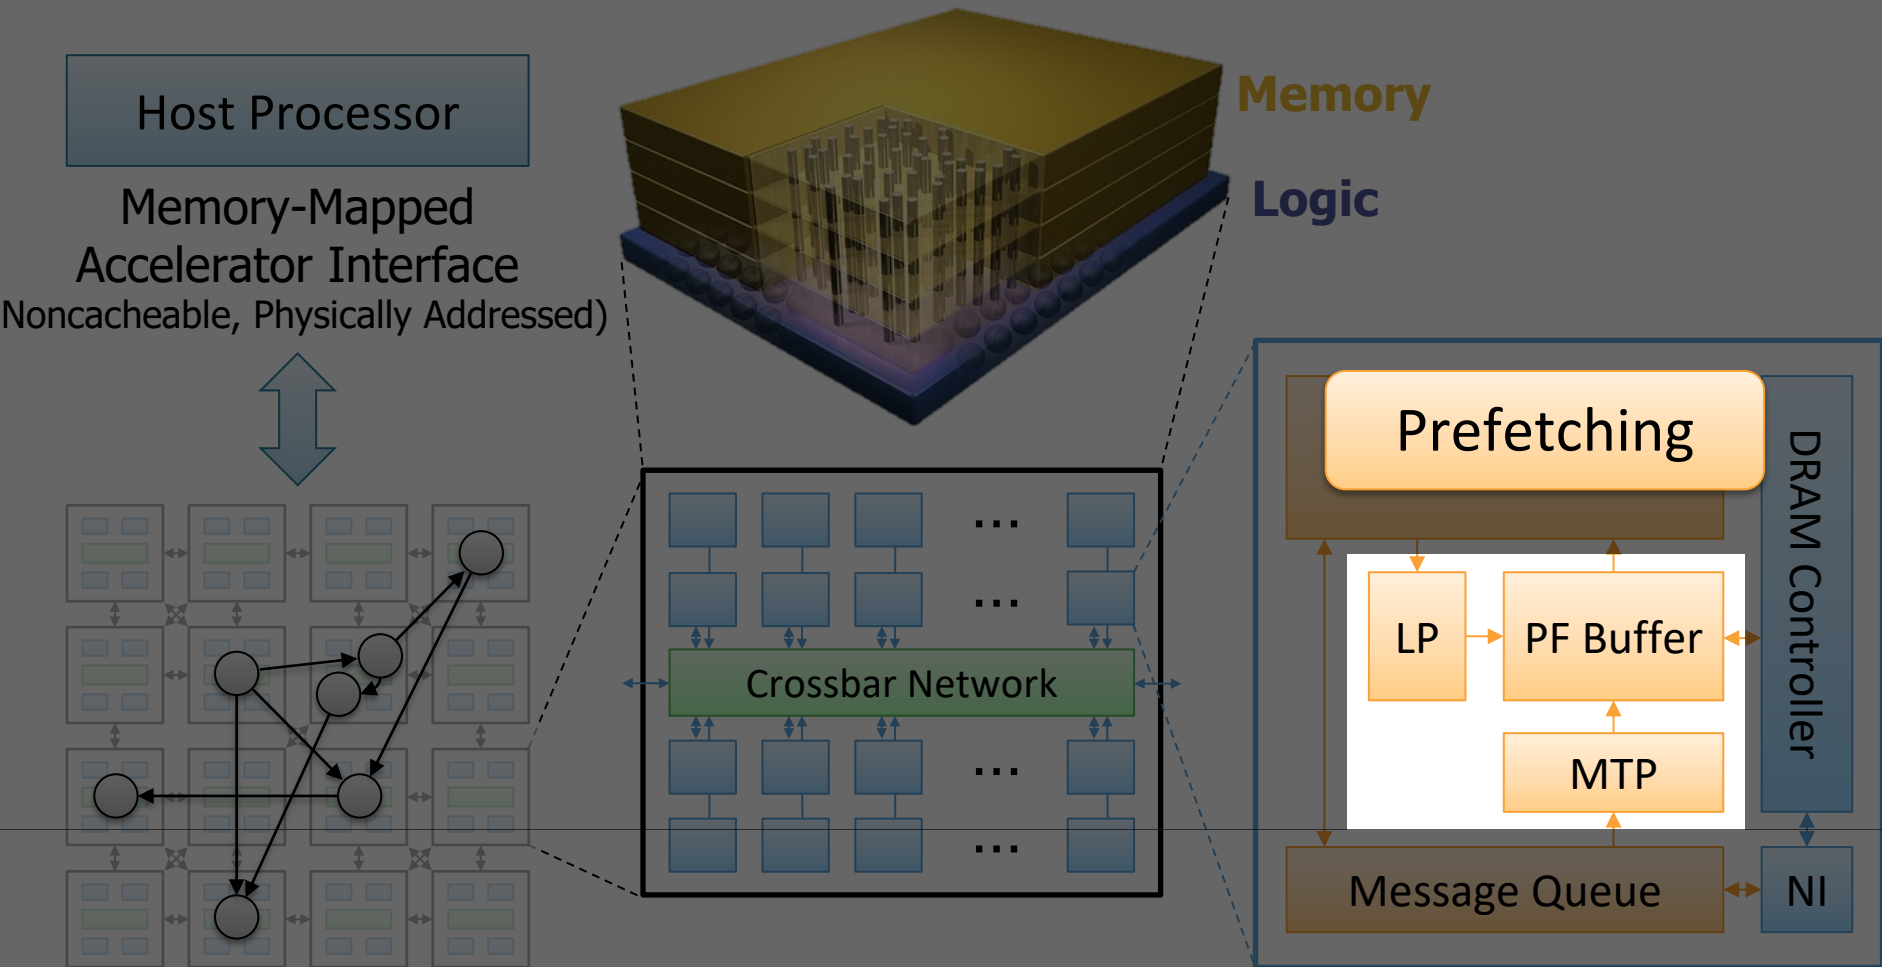 Host Processor
Memory-Mapped
Accelerator Interface
Noncacheable, Physically Addressed)
Memory
Logic
...
...
Crossbar Network
...
...
Prefetching
DRAM Controller
LP
PF Buffer
MTP
Message Queue
NI